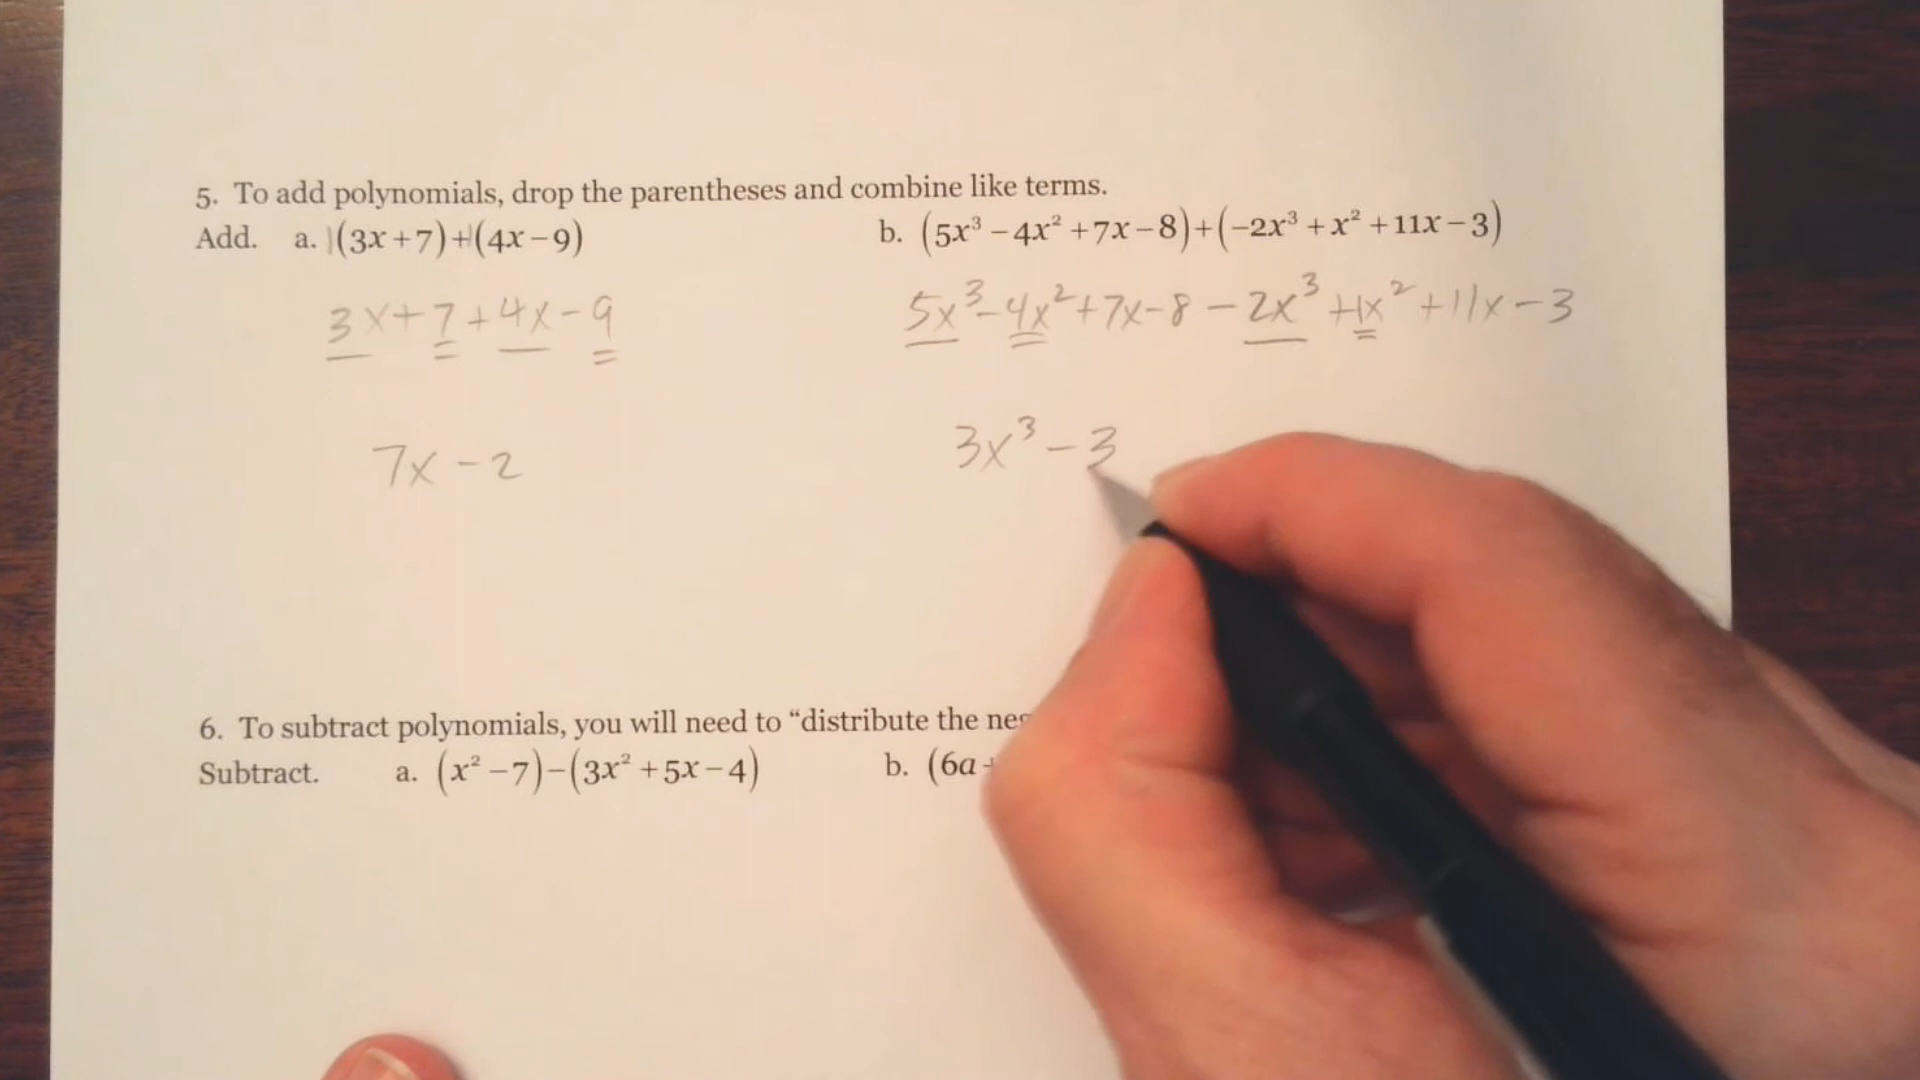 5. To add polynomials, drop the parentheses and combine like terms.
Add. a. (3x+7)+(4x−9) b. (5x³−4x²+7x−8)+(−2x³+x²+11x−3)
3x+7+4x-9 5x³-4x²+7x-8-2x³+1x²+11x-3
7x-2 3x³-3
6. To subtract polynomials, you will need to “distribute the
Subtract. a. (x²−7)−(3x²+5x−4) b. (6a